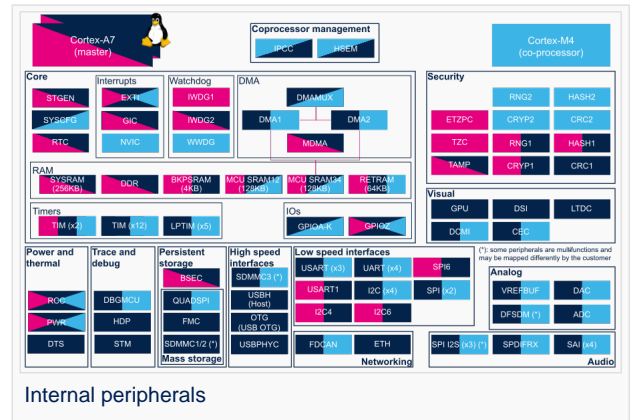 Cortex-A7
(master)
Coprocessor management
IPCC
HSEM
Cortex-M4
(co-processor)
Core
STGEN
SYSCFG
RTC
Interrupts
EXTI
GIC
NVIC
Watchdog
IWDG1
IWDG2
WWDG
DMA
DMAMUX
DMA1
DMA2
MDMA
RAM
SYSRAM
(256KB)
DDR
BKPSRAM
(4KB)
MCU SRAM12
(128KB)
MCU SRAM34
(128KB)
RETRAM
(64KB)
Timers
TIM (x2)
TIM (x12)
LPTIM (x5)
IOs
GPIOA-K
GPIOZ
Security
RNG2
HASH2
ETZPC
CRYP2
CRC2
TZC
RNG1
HASH1
TAMP
CRYP1
CRC1
Visual
GPU
DSI
LTDC
DCMI
CEC
(*): some peripherals are multifunctions and
may be mapped differently by the customer
Power and
thermal
RCC
PWR
DTS
Trace and
debug
DBGMCU
HDP
STM
Persistent
storage
BSEC
QUADSPI
FMC
SDMMC1/2 (*)
Mass storage
High speed
interfaces
SDMMC3 (*)
USBH
(Host)
OTG
(USB OTG)
USBPHYC
Low speed interfaces
USART (x3)
UART (x4)
SPI6
USART1
I2C (x4)
SPI (x2)
I2C4
I2C6
FDCAN
ETH
Networking
Analog
VREFBUF
DAC
DFSDM (*)
ADC
SPI I2S (x3) (*)
SPDIFRX
SAI (x4)
Audio
Internal peripherals